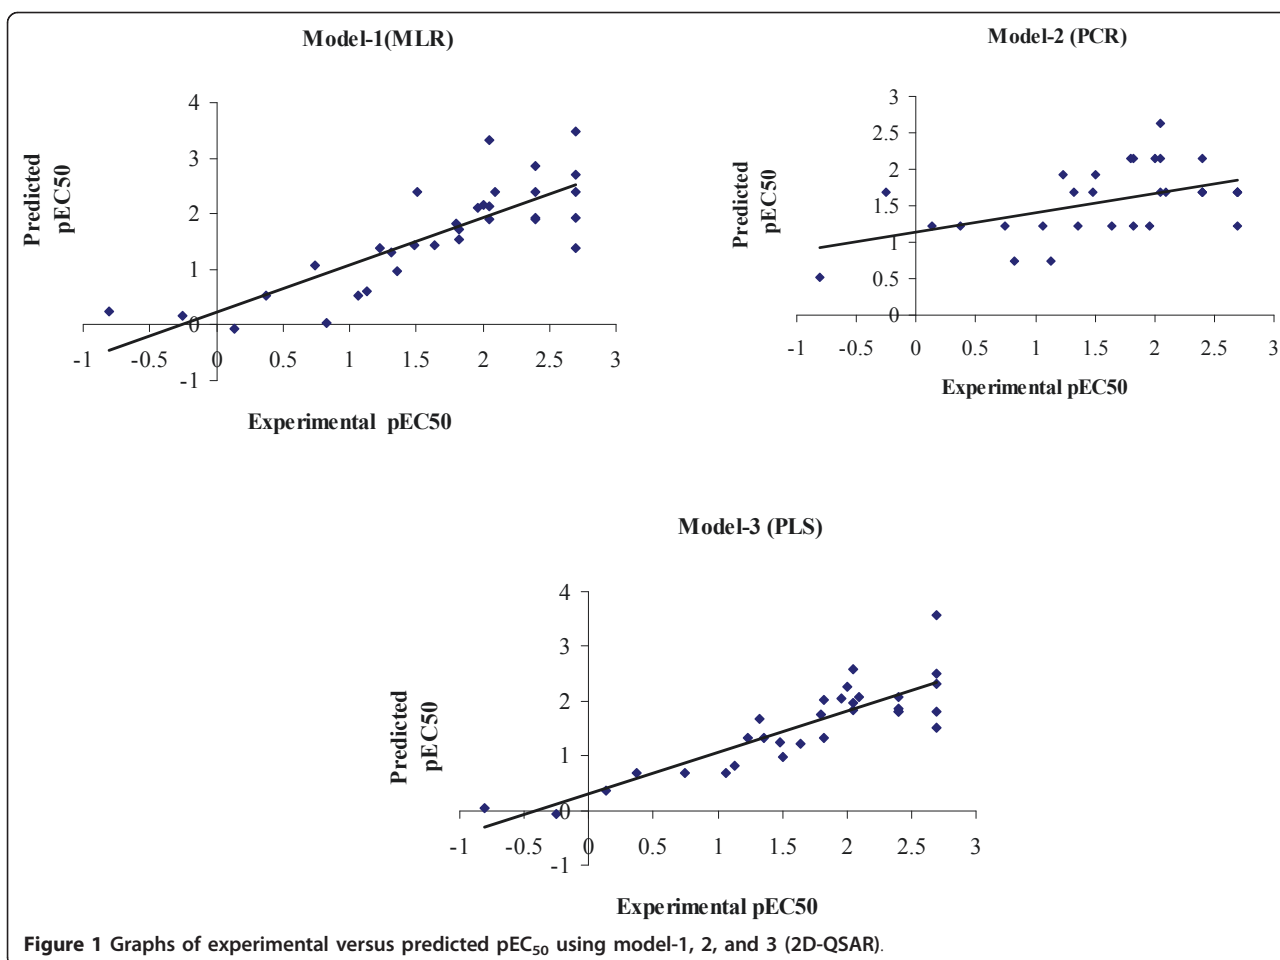 Model-1(MLR)
Predicted
pEC50
4
3
2
1
0
-1
-1 -0.5 0 0.5 1 1.5 2 2.5 3
Experimental pEC50
Model-2 (PCR)
Predicted
pEC50
3
2.5
2
1.5
1
0.5
0
-1 -0.5 0 0.5 1 1.5 2 2.5 3
Experimental pEC50
Model-3 (PLS)
Predicted
pEC50
4
3
2
1
0
-1
-1 -0.5 0 0.5 1 1.5 2 2.5 3
Experimental pEC50
Figure 1 Graphs of experimental versus predicted pEC₅₀ using model-1, 2, and 3 (2D-QSAR).